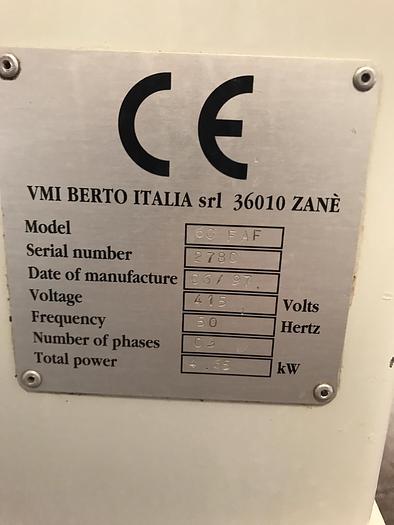 CE
VMI BERTO ITALIA srl 36010 ZANÈ
Model
Serial number 2780
Date of manufacture 06/97
Voltage 415 Volts
Frequency 50 Hertz
Number of phases
Total power kW